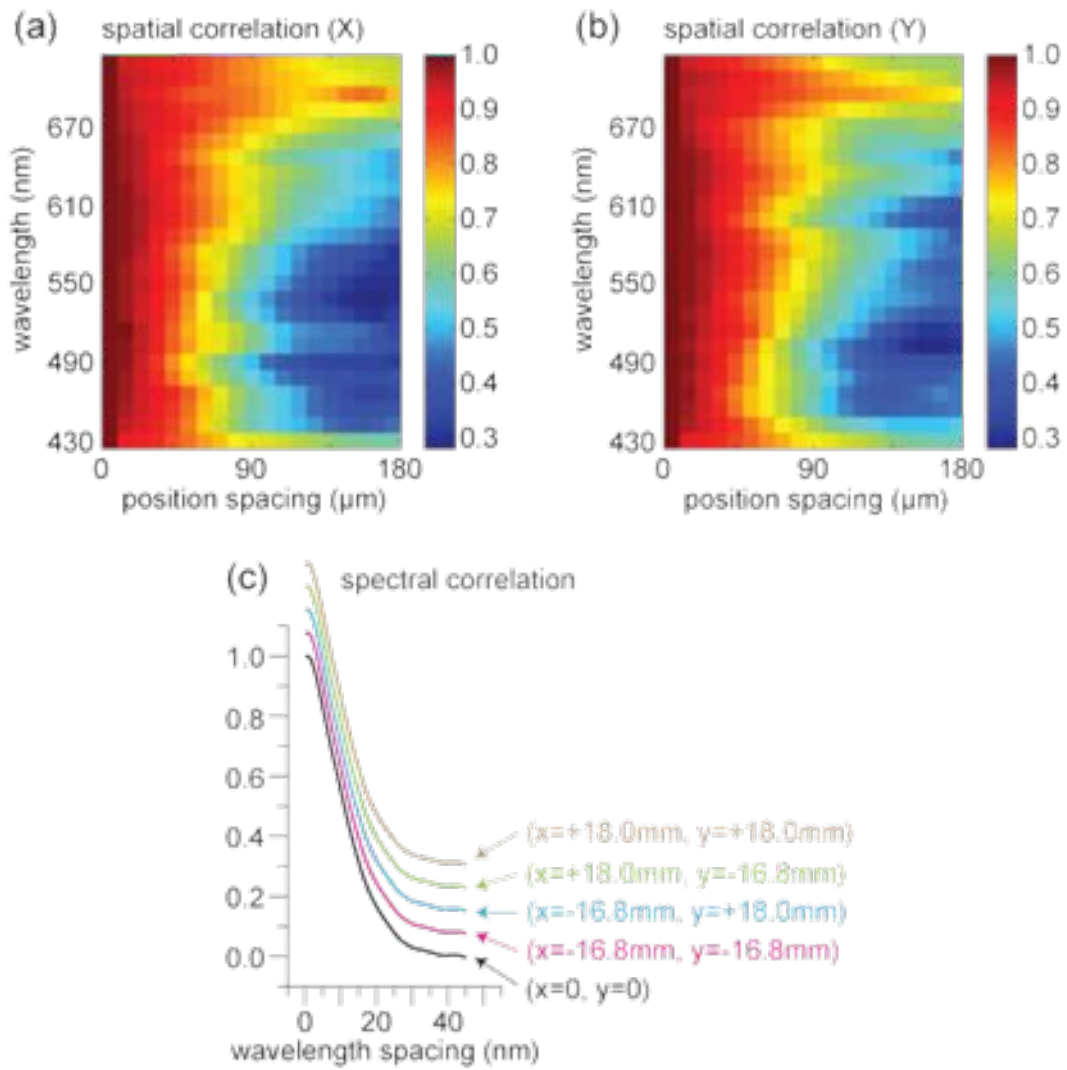 (a) spatial correlation (X)
1.0
0.9
0.8
0.7
0.6
0.5
0.4
0.3
670
610
550
490
430
wavelength (nm)
0 90 180
position spacing (µm)
(b) spatial correlation (Y)
1.0
0.9
0.8
0.7
0.6
0.5
0.4
0.3
670
610
550
490
430
wavelength (nm)
0 90 180
position spacing (µm)
(c) spectral correlation
1.0
0.8
0.6
0.4
0.2
0.0
(x=+18.0mm, y=+18.0mm)
(x=+18.0mm, y=-16.8mm)
(x=-16.8mm, y=+18.0mm)
(x=-16.8mm, y=-16.8mm)
(x=0, y=0)
0 20 40
wavelength spacing (nm)